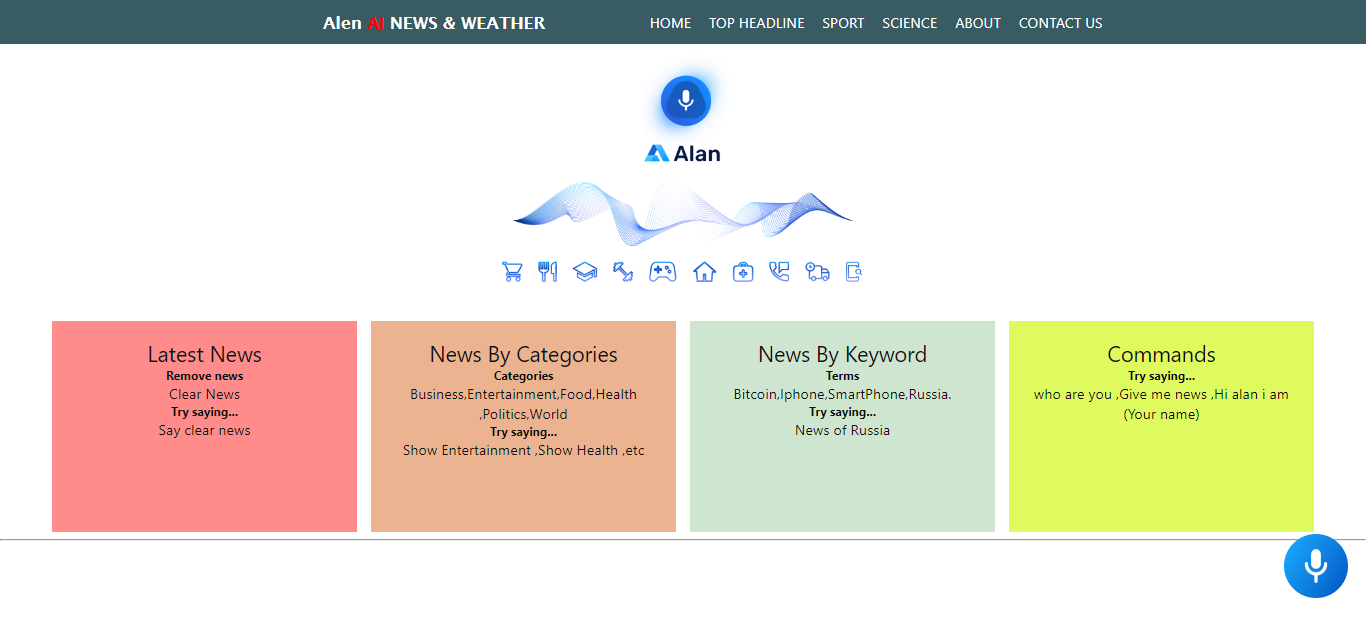 Alen AI NEWS & WEATHER
HOME TOP HEADLINE SPORT SCIENCE ABOUT CONTACT US
Alan
Latest News
Remove news
Clear News
Try saying...
Say clear news
News By Categories
Categories
Business,Entertainment,Food,Health
,Politics,World
Try saying...
Show Entertainment ,Show Health ,etc
News By Keyword
Terms
Bitcoin,Iphone,SmartPhone,Russia.
Try saying...
News of Russia
Commands
Try saying...
who are you ,Give me news ,Hi alan i am
(Your name)